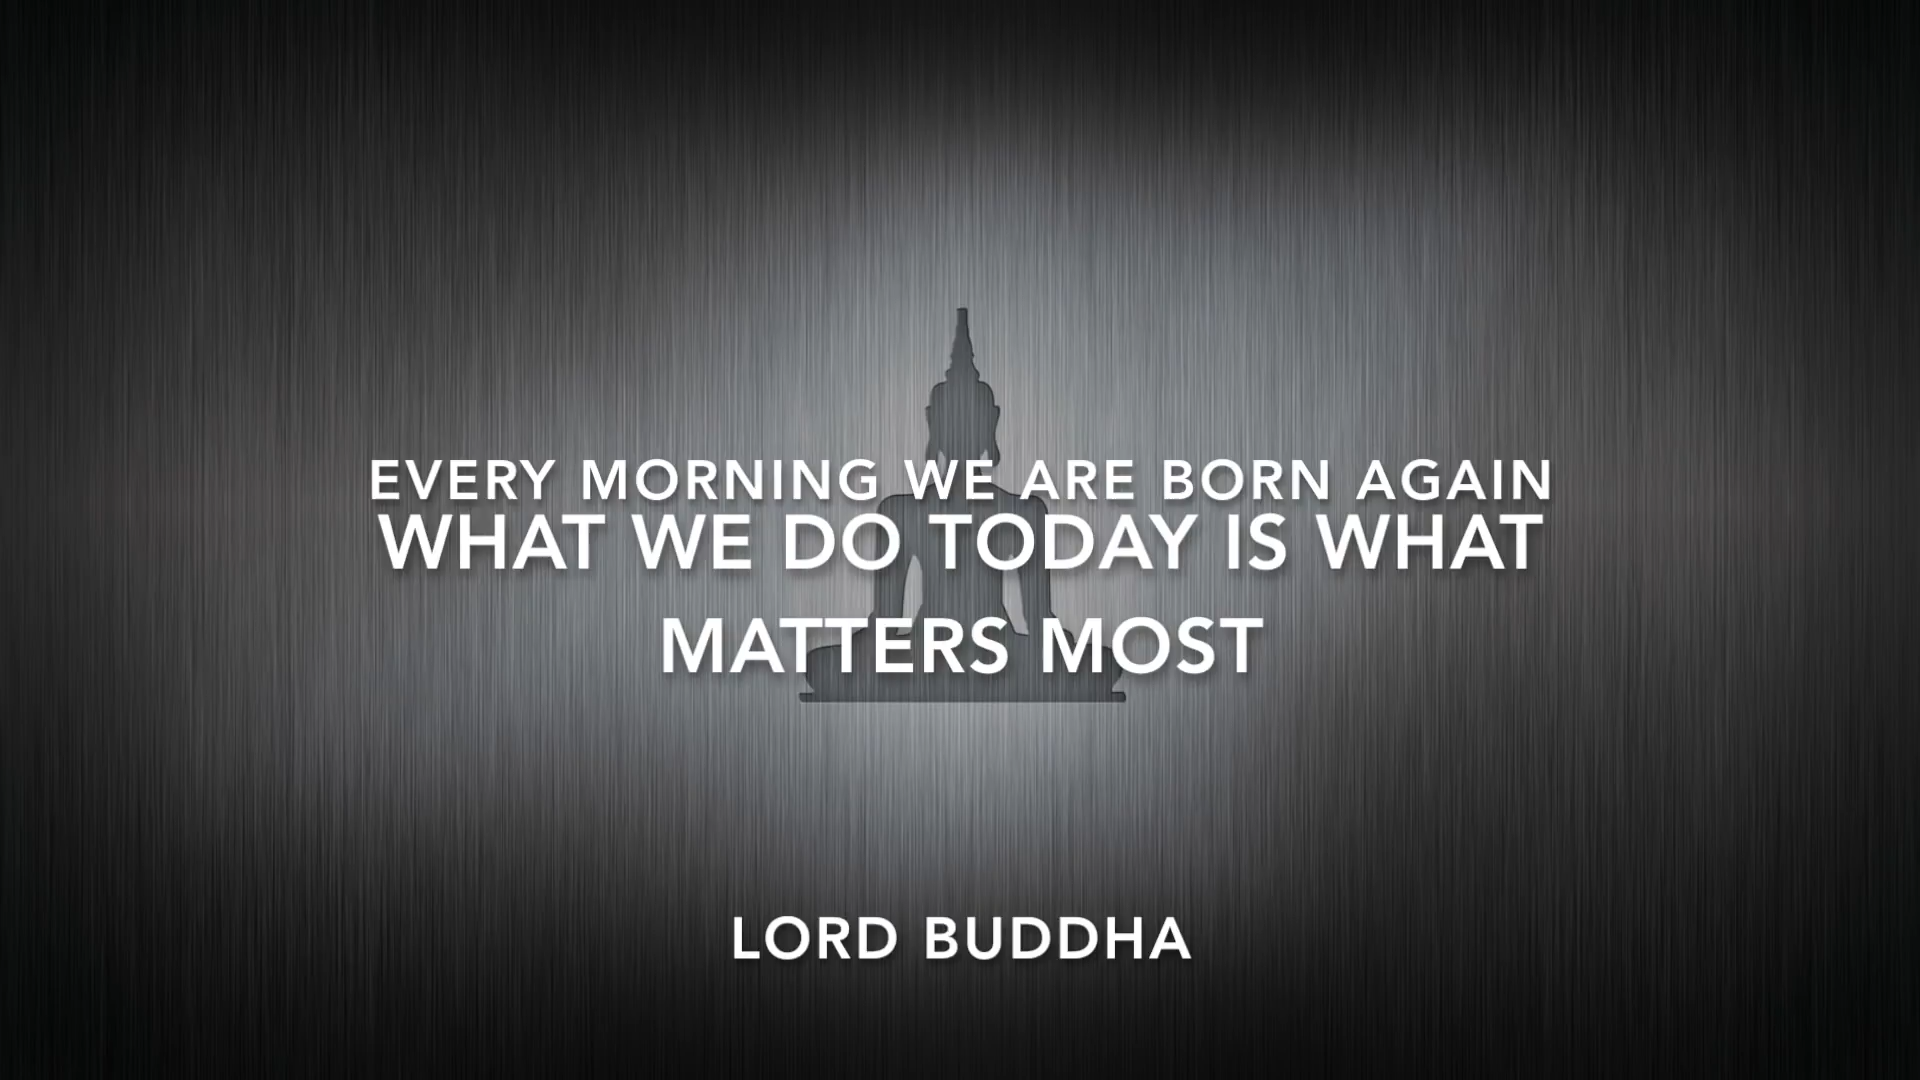 EVERY MORNING WE ARE BORN AGAIN
WHAT WE DO TODAY IS WHAT
MATTERS MOST
LORD BUDDHA